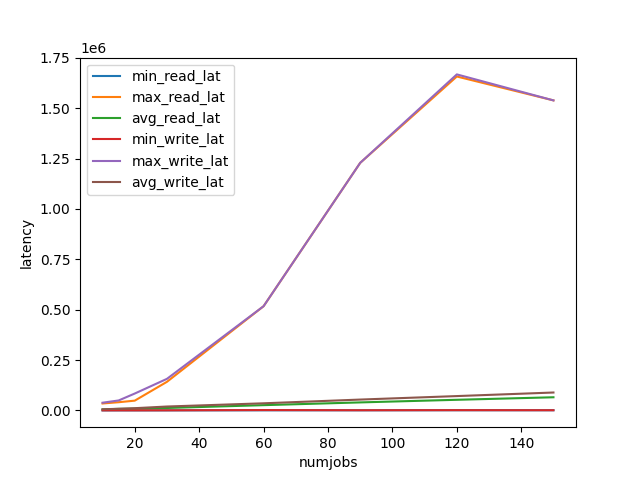 1e6
1.75
1.50
1.25
1.00
0.75
0.50
0.25
0.00
latency
min_read_lat
max_read_lat
avg_read_lat
min_write_lat
max_write_lat
avg_write_lat
20 40 60 80 100 120 140
numjobs